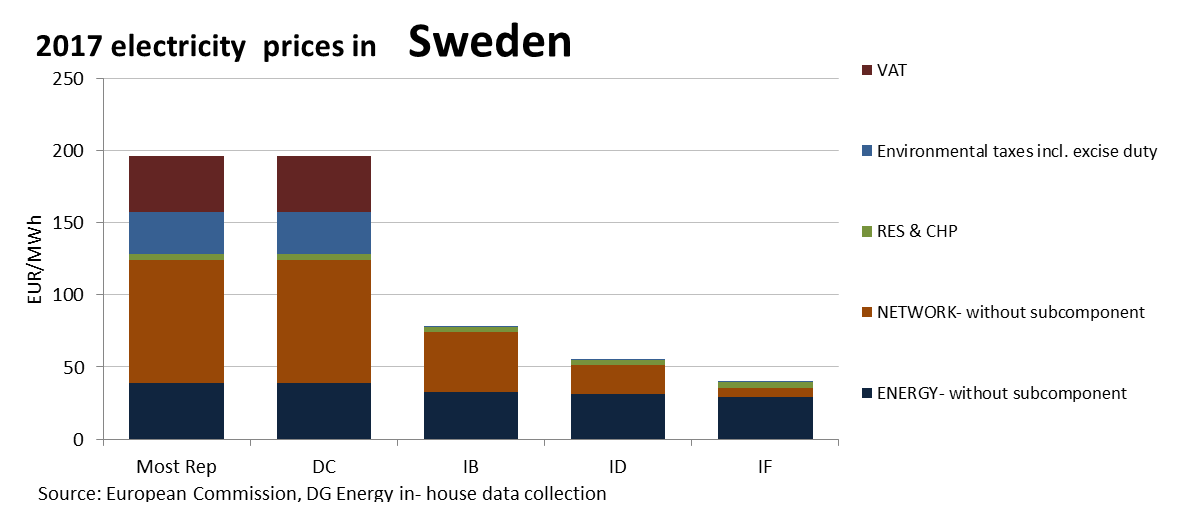 2017 electricity prices in Sweden
250
200
150
100
50
0
EUR/MWh
Most Rep
DC
IB
ID
IF
VAT
Environmental taxes incl. excise duty
RES & CHP
NETWORK- without subcomponent
ENERGY- without subcomponent
Source: European Commission, DG Energy in- house data collection